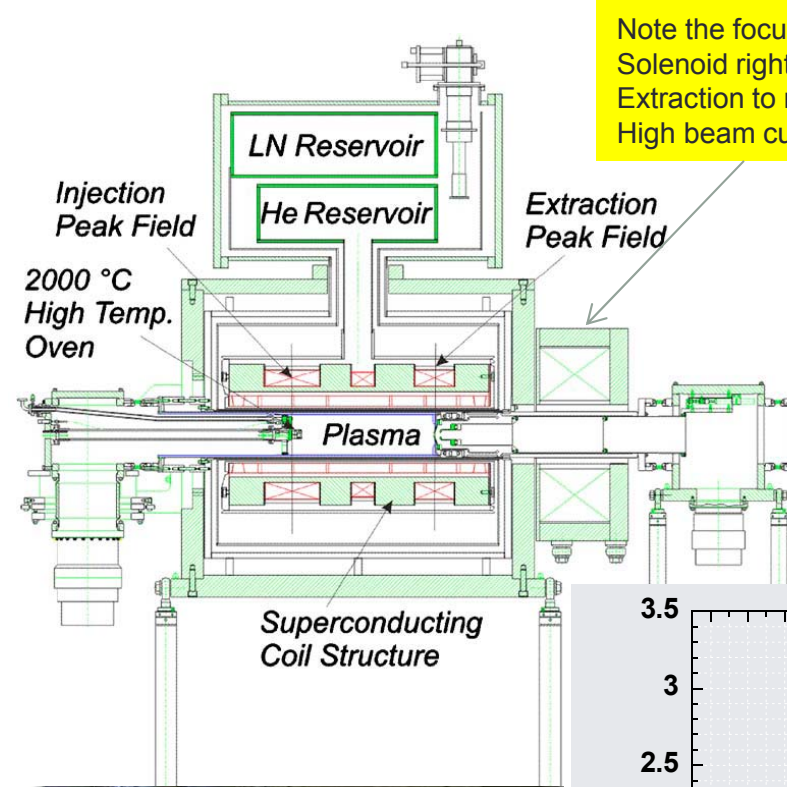 Note the focu
Solenoid right
Extraction to
High beam cu
LN Reservoir
He Reservoir
Injection
Peak Field
Extraction
Peak Field
2000 °C
High Temp.
Oven
Plasma
Superconducting
Coil Structure
3.5
3
2.5